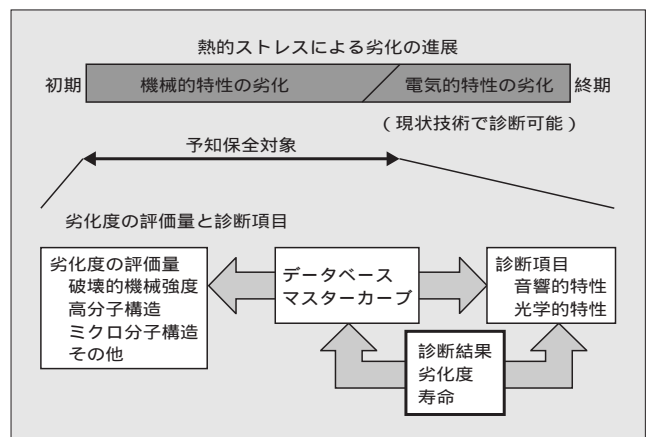 熱的ストレスによる劣化の進展
初期 機械的特性の劣化 電気的特性の劣化 終期
（現状技術で診断可能）
予知保全対象
劣化度の評価量と診断項目
劣化度の評価量
破壊的機械強度
高分子構造
ミクロ分子構造
その他
データベース
マスターカーブ
診断項目
音響的特性
光学的特性
診断結果
劣化度
寿命